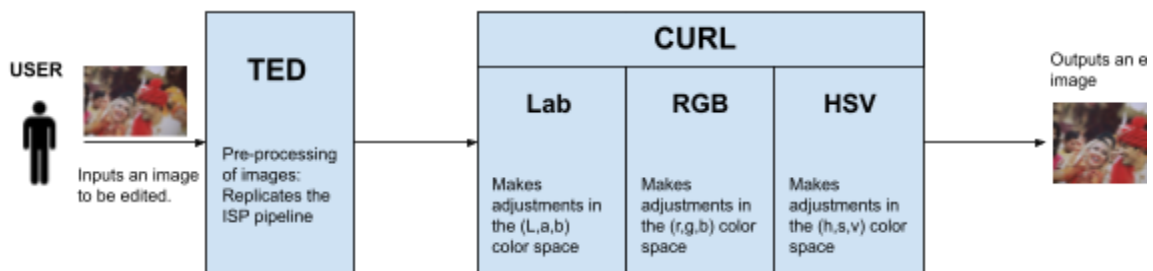 USER
Inputs an image
to be edited.
TED
Pre-processing
of images:
Replicates the
ISP pipeline
CURL
Lab
Makes
adjustments in
the (L,a,b)
color space
RGB
Makes
adjustments in
the (r,g,b) color
space
HSV
Makes
adjustments in
the (h,s,v) color
space
Outputs an e
image